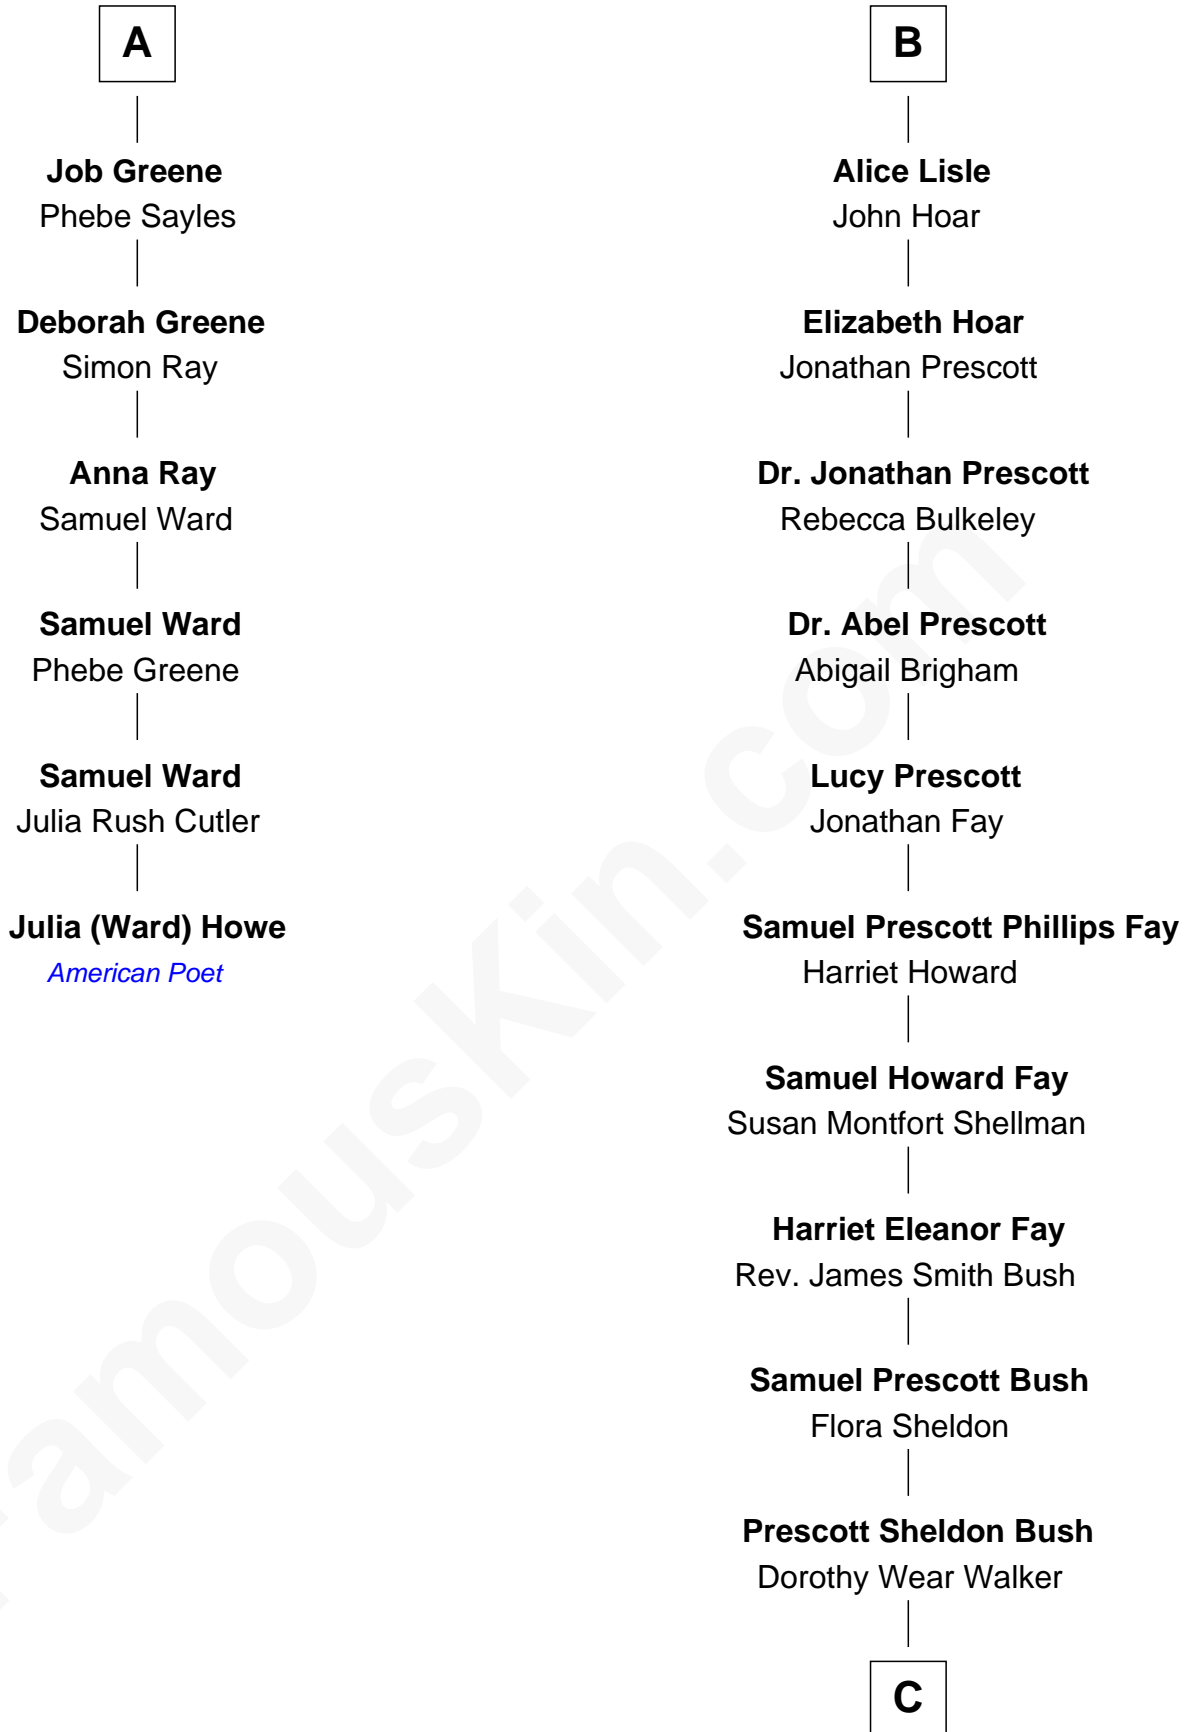 A
Job Greene
Phebe Sayles
Deborah Greene
Simon Ray
Anna Ray
Samuel Ward
Samuel Ward
Phebe Greene
Samuel Ward
Julia Rush Cutler
Julia (Ward) Howe
American Poet
B
Alice Lisle
John Hoar
Elizabeth Hoar
Jonathan Prescott
Dr. Jonathan Prescott
Rebecca Bulkeley
Dr. Abel Prescott
Abigail Brigham
Lucy Prescott
Jonathan Fay
Samuel Prescott Phillips Fay
Harriet Howard
Samuel Howard Fay
Susan Montfort Shellman
Harriet Eleanor Fay
Rev. James Smith Bush
Samuel Prescott Bush
Flora Sheldon
Prescott Sheldon Bush
Dorothy Wear Walker
C
FamousKin.com